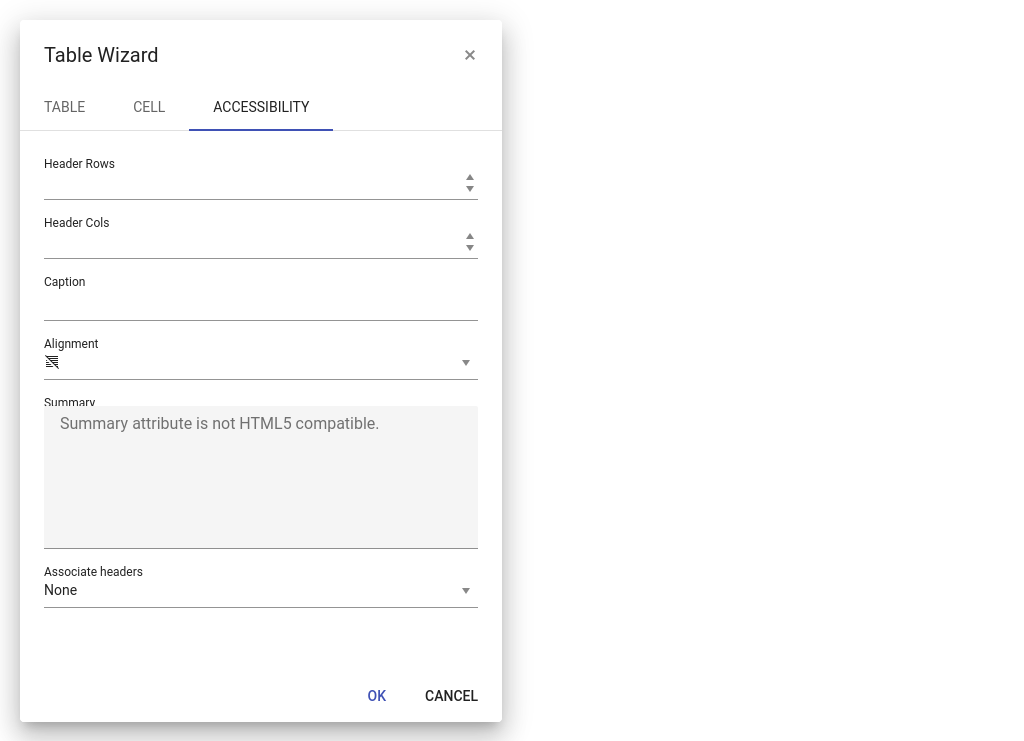 Table Wizard
TABLE CELL ACCESSIBILITY
Header Rows
Header Cols
Caption
Alignment
Summary
Summary attribute is not HTML5 compatible.
Associate headers
None
OK CANCEL